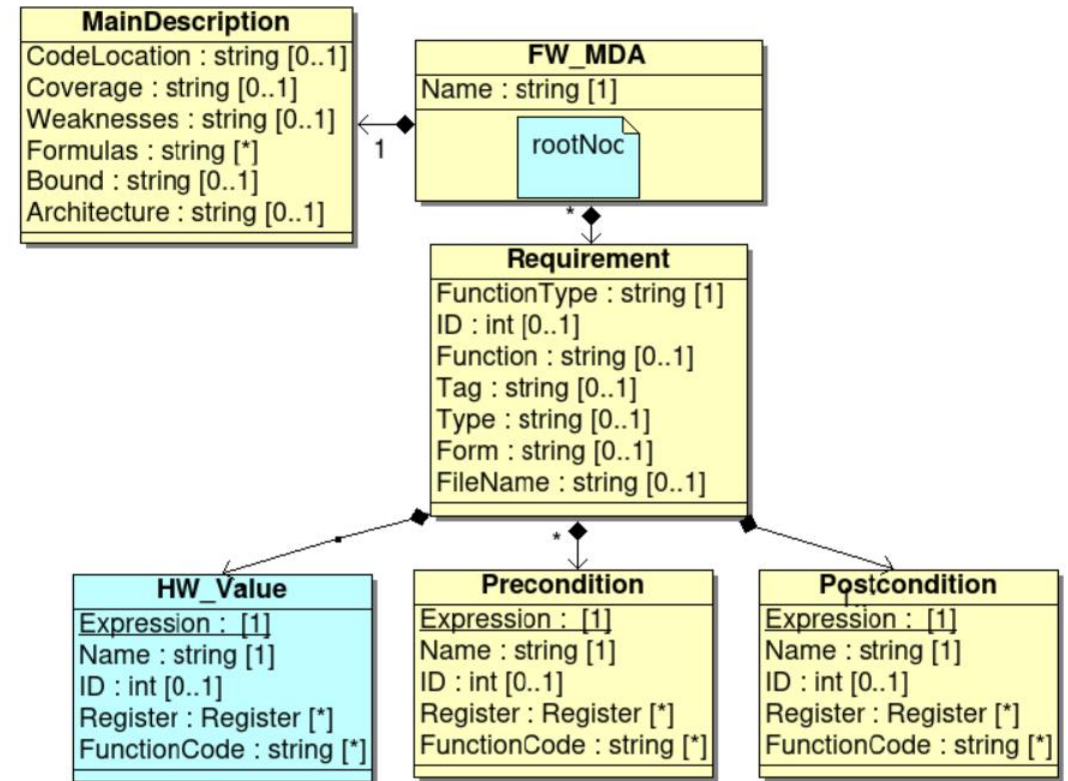 MainDescription
CodeLocation : string [0..1]
Coverage : string [0..1]
Weaknesses : string [0..1]
Formulas : string [*]
Bound : string [0..1]
Architecture : string [0..1]
1
FW_MDA
Name : string [1]
rootNoc
*
Requirement
FunctionType : string [1]
ID : int [0..1]
Function : string [0..1]
Tag : string [0..1]
Type : string [0..1]
Form : string [0..1]
FileName : string [0..1]
*
HW_Value
Expression : [1]
Name : string [1]
ID : int [0..1]
Register : Register [*]
FunctionCode : string [*]
Precondition
Expression : [1]
Name : string [1]
ID : int [0..1]
Register : Register [*]
FunctionCode : string [*]
Postcondition
Expression : [1]
Name : string [1]
ID : int [0..1]
Register : Register [*]
FunctionCode : string [*]